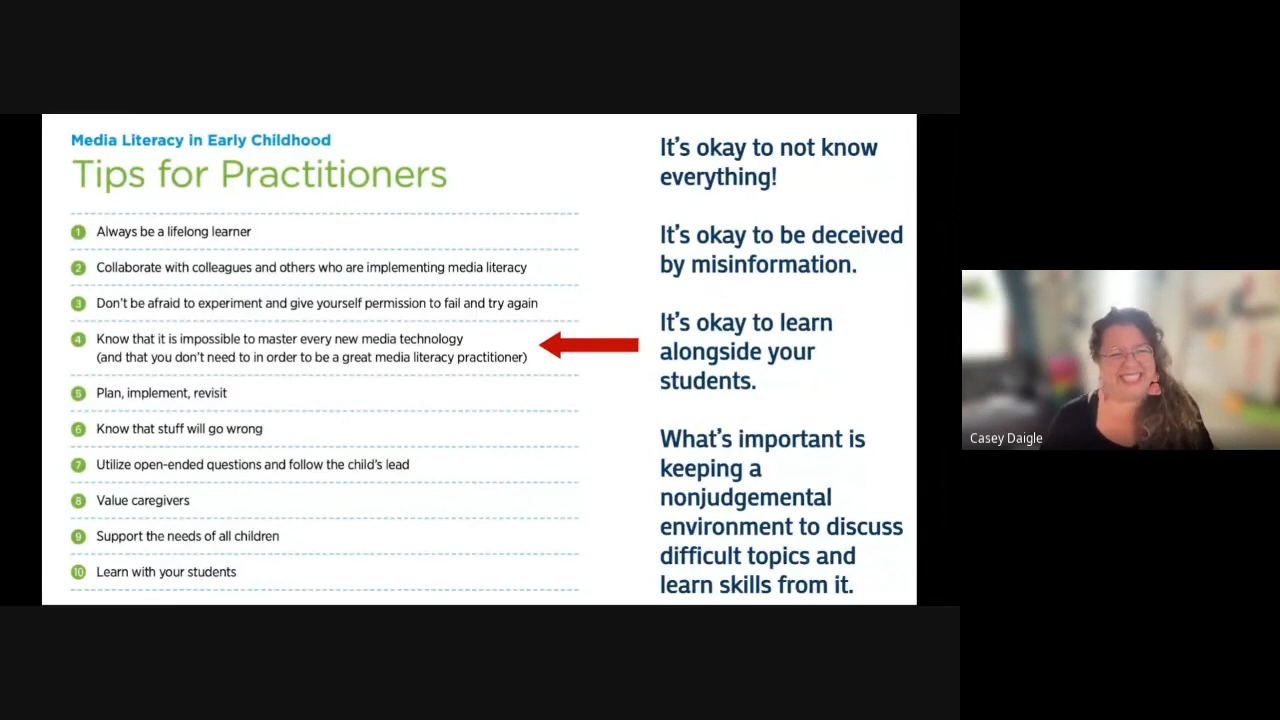 Media Literacy in Early Childhood
Tips for Practitioners
1 Always be a lifelong learner
2 Collaborate with colleagues and others who are implementing media literacy
3 Don't be afraid to experiment and give yourself permission to fail and try again
4 Know that it is impossible to master every new media technology
(and that you don't need to in order to be a great media literacy practitioner)
5 Plan, implement, revisit
6 Know that stuff will go wrong
7 Utilize open-ended questions and follow the child's lead
8 Value caregivers
9 Support the needs of all children
10 Learn with your students
It's okay to not know
everything!
It's okay to be deceived
by misinformation.
It's okay to learn
alongside your
students.
What's important is
keeping a
nonjudgemental
environment to discuss
difficult topics and
learn skills from it.
Casey Daigle